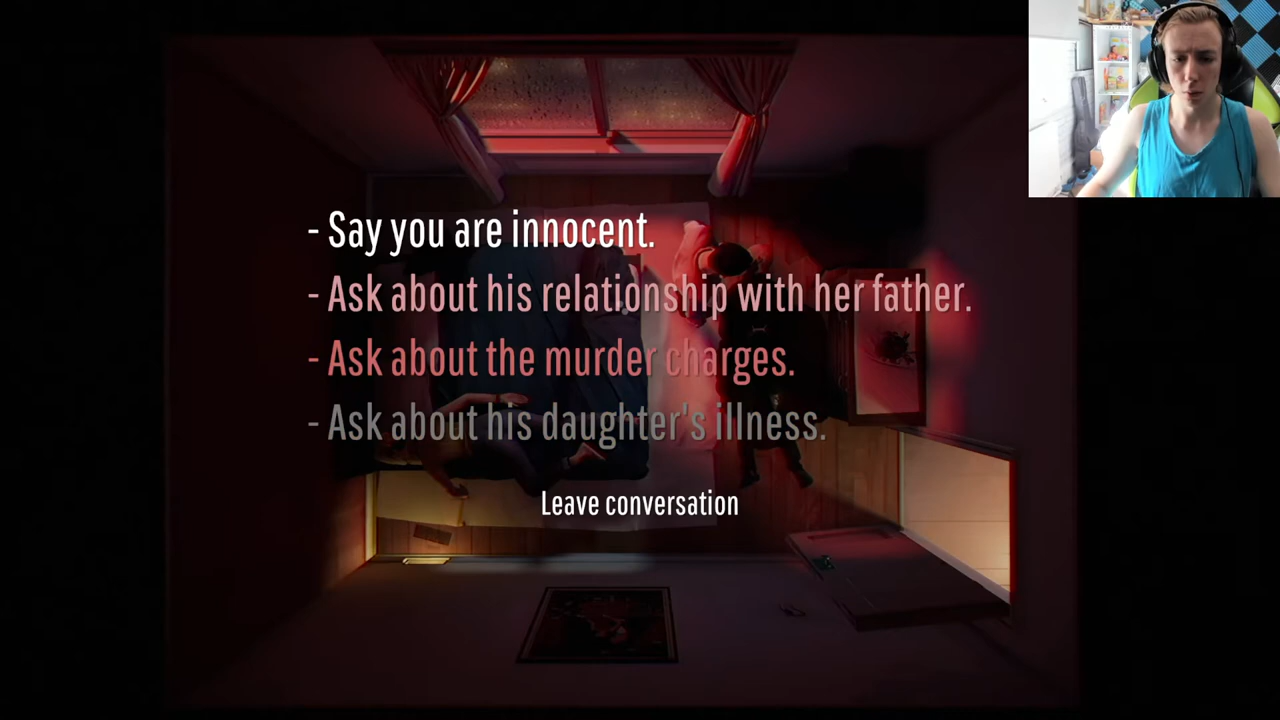 - Say you are innocent.
- Ask about his relationship with her father.
- Ask about the murder charges.
- Ask about his daughter's illness.
Leave conversation